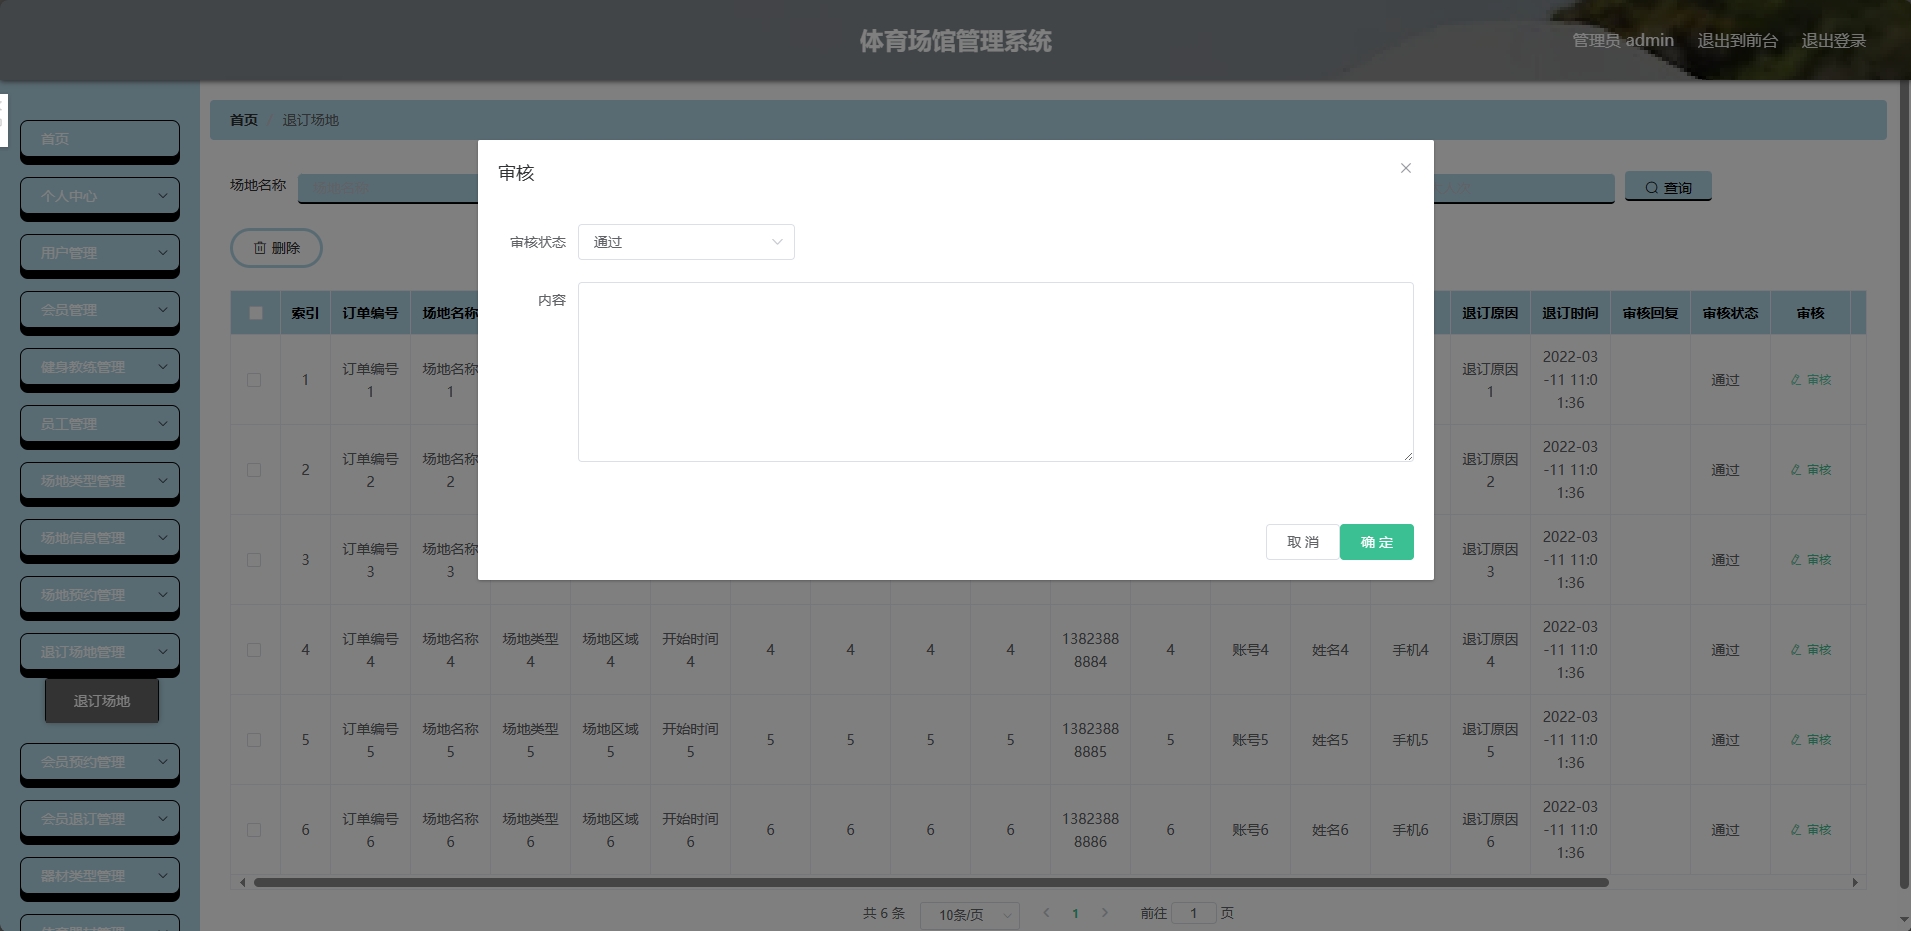 体育场馆管理系统
管理员 admin 退出到前台 退出登录
首页
个人中心
用户管理
会员管理
健身教练管理
员工管理
场地类型管理
场地信息管理
场地预约管理
退订场地管理
退订场地
会员预约管理
会员退订管理
器材类型管理
首页 退订场地
场地名称 查询
删除
审核
审核状态 通过
内容
取 消 确 定
索引 订单编号 场地名称 退订原因 退订时间 审核回复 审核状态 审核
1 订单编号1 场地名称1 退订原因1 2022-03-11 11:01:36 通过 审核
2 订单编号2 场地名称2 退订原因2 2022-03-11 11:01:36 通过 审核
3 订单编号3 场地名称3 退订原因3 2022-03-11 11:01:36 通过 审核
4 订单编号4 场地名称4 场地类型4 场地区域4 开始时间4 4 4 4 4 13823888884 4 账号4 姓名4 手机4 退订原因4 2022-03-11 11:01:36 通过 审核
5 订单编号5 场地名称5 场地类型5 场地区域5 开始时间5 5 5 5 5 13823888885 5 账号5 姓名5 手机5 退订原因5 2022-03-11 11:01:36 通过 审核
6 订单编号6 场地名称6 场地类型6 场地区域6 开始时间6 6 6 6 6 13823888886 6 账号6 姓名6 手机6 退订原因6 2022-03-11 11:01:36 通过 审核
共 6 条 10条/页 1 前往 1 页